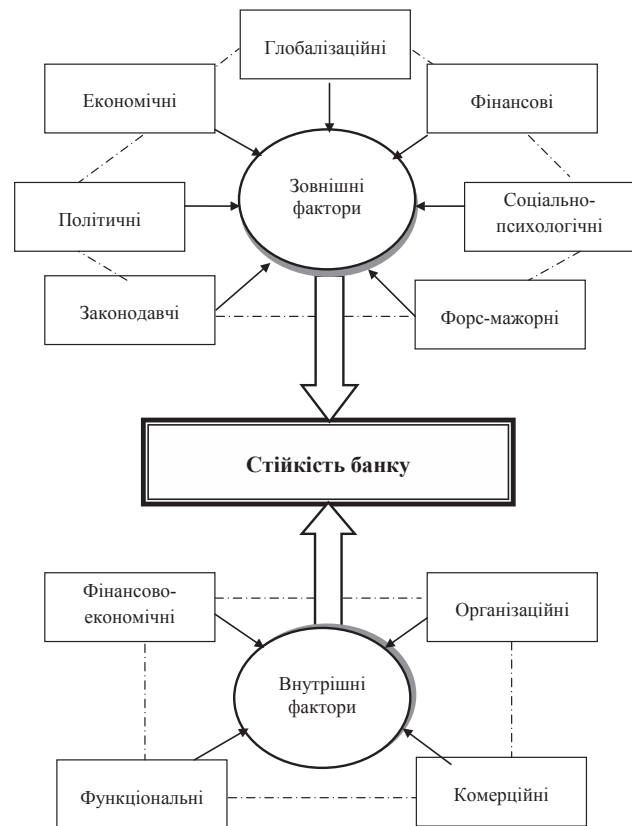 Глобалізаційні
Економічні
Фінансові
Зовнішні
фактори
Політичні
Соціально-
психологічні
Законодавчі
Форс-мажорні
Стійкість банку
Фінансово-
економічні
Організаційні
Внутрішні
фактори
Функціональні
Комерційні